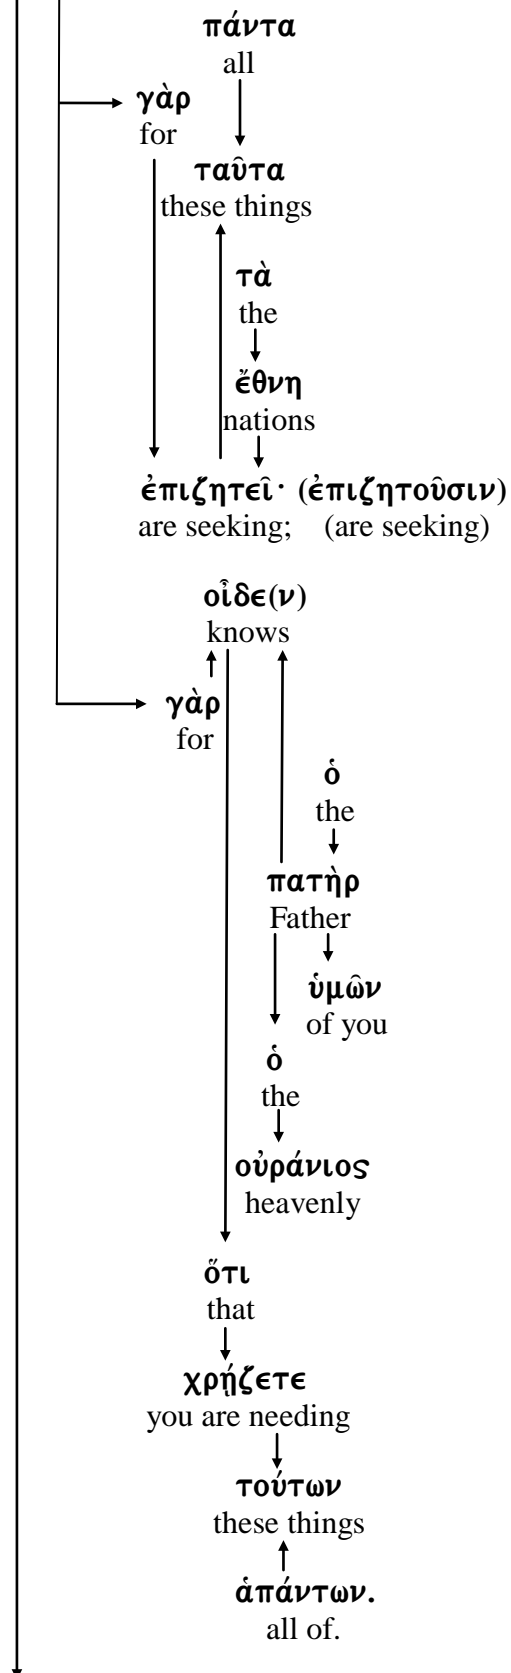 πάντα
all
γὰρ
for
ταῦτα
these things
τὰ
the
ἔθνη
nations
ἐπιζητεῖ· (ἐπιζητοῦσιν)
are seeking; (are seeking)
οἶδε(ν)
knows
γὰρ
for
ὁ
the
πατὴρ
Father
ὑμῶν
of you
ὁ
the
οὐράνιος
heavenly
ὅτι
that
χρῄζετε
you are needing
τούτων
these things
ἁπάντων.
all of.